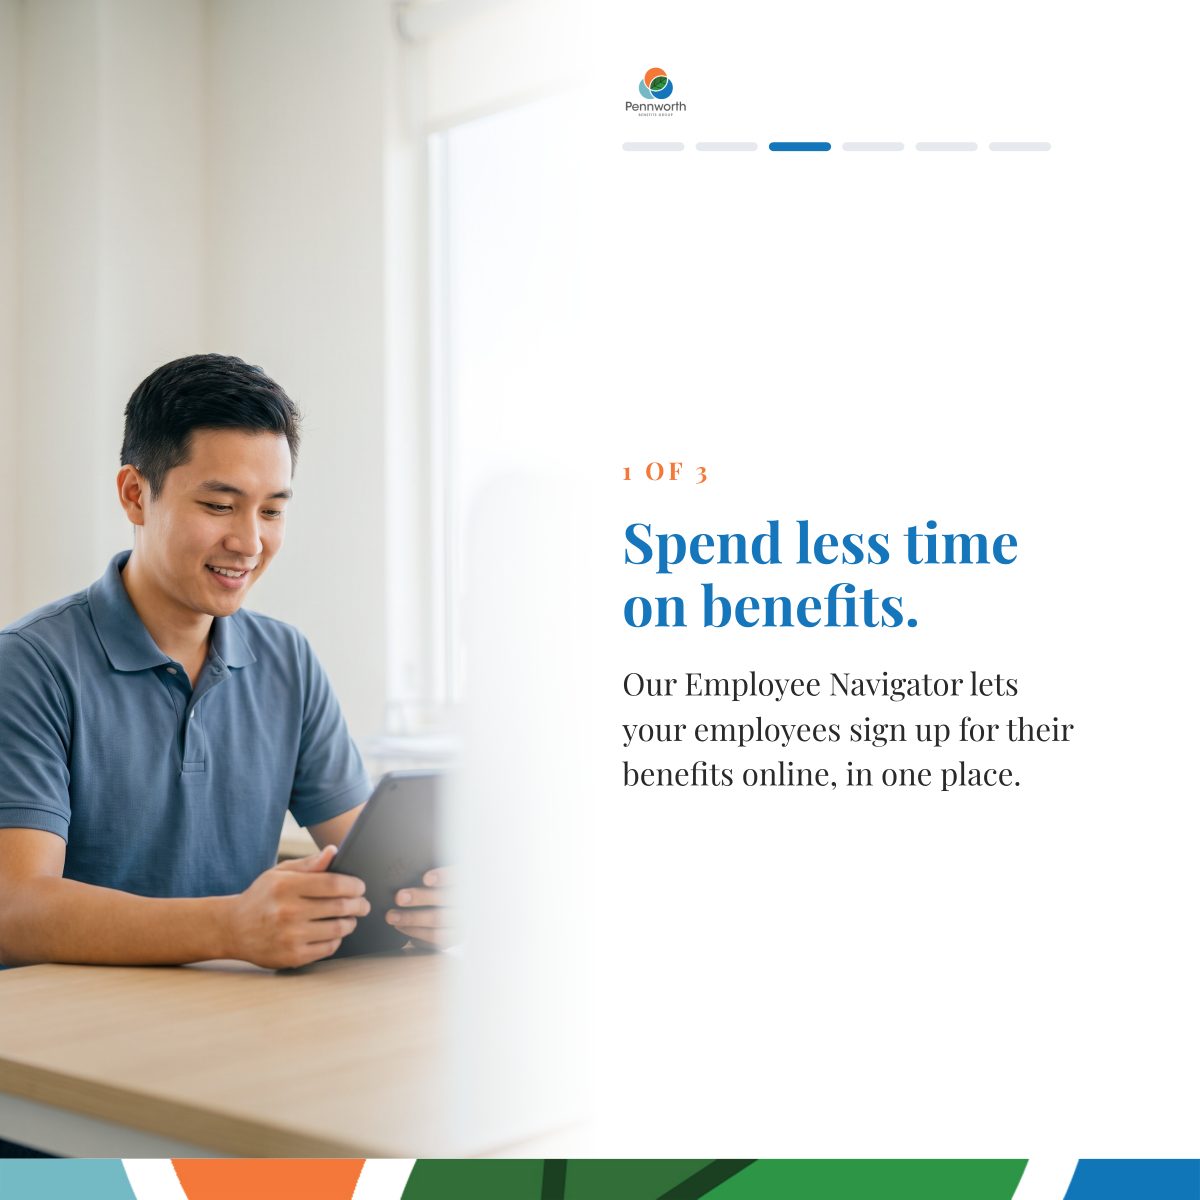 Pennworth
BENEFITS GROUP
1 OF 3
Spend less time
on benefits.
Our Employee Navigator lets
your employees sign up for their
benefits online, in one place.